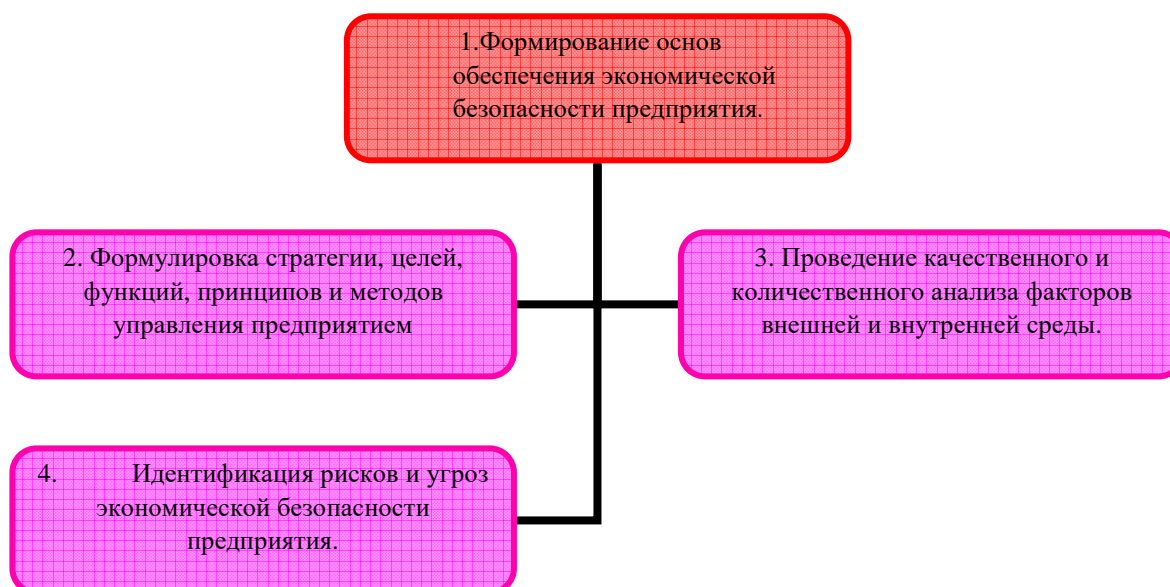 1.Формирование основ
обеспечения экономической
безопасности предприятия.
2. Формулировка стратегии, целей,
функций, принципов и методов
управления предприятием
3. Проведение качественного и
количественного анализа факторов
внешней и внутренней среды.
4. Идентификация рисков и угроз
экономической безопасности
предприятия.